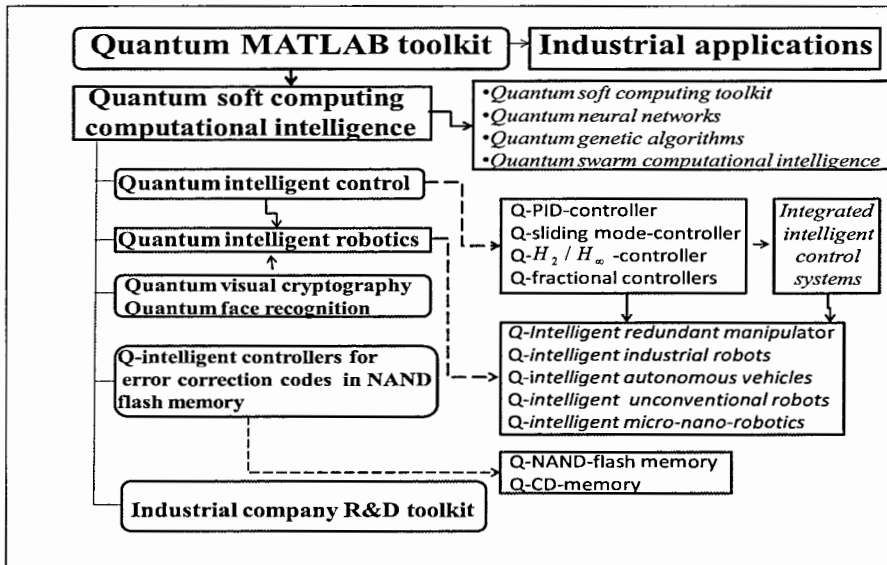 Quantum MATLAB toolkit
Industrial applications
Quantum soft computing
computational intelligence
•Quantum soft computing toolkit
•Quantum neural networks
•Quantum genetic algorithms
•Quantum swarm computational intelligence
Quantum intelligent control
Quantum intelligent robotics
Quantum visual cryptography
Quantum face recognition
Q-intelligent controllers for
error correction codes in NAND
flash memory
Industrial company R&D toolkit
Q-PID-controller
Q-sliding mode-controller
Q-H₂ / H∞ -controller
Q-fractional controllers
Integrated
intelligent
control
systems
Q-Intelligent redundant manipulator
Q-intelligent industrial robots
Q-intelligent autonomous vehicles
Q-intelligent unconventional robots
Q-intelligent micro-nano-robotics
Q-NAND-flash memory
Q-CD-memory